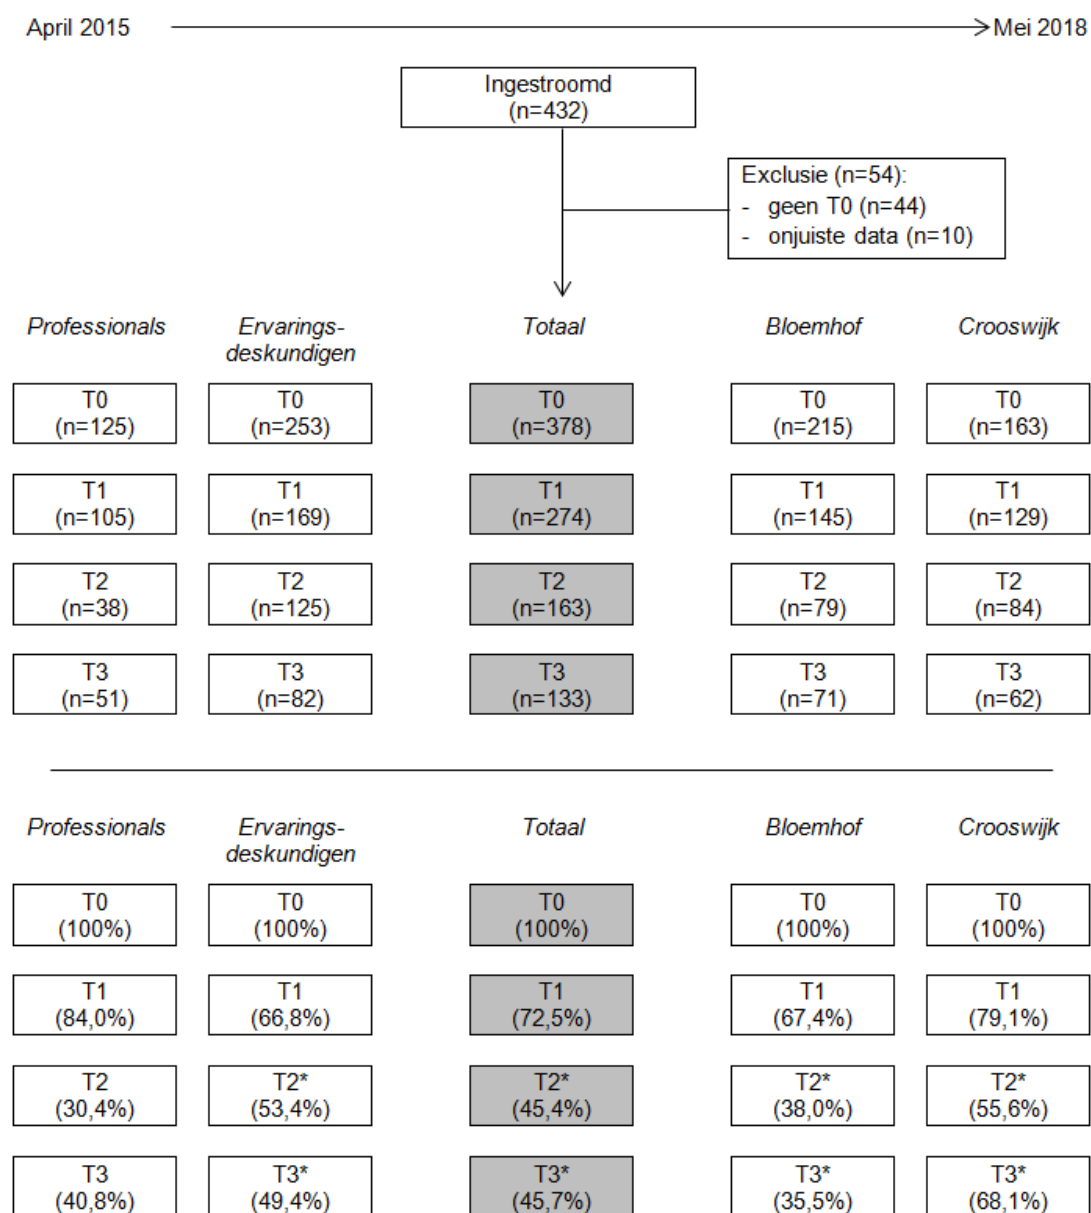 April 2015
Mei 2018
Ingestroomd
(n=432)
Exclusie (n=54):
- geen T0 (n=44)
- onjuiste data (n=10)
Professionals
Ervarings-
deskundigen
Totaal
Bloemhof
Crooswijk
T0
(n=125)
T0
(n=253)
T0
(n=378)
T0
(n=215)
T0
(n=163)
T1
(n=105)
T1
(n=169)
T1
(n=274)
T1
(n=145)
T1
(n=129)
T2
(n=38)
T2
(n=125)
T2
(n=163)
T2
(n=79)
T2
(n=84)
T3
(n=51)
T3
(n=82)
T3
(n=133)
T3
(n=71)
T3
(n=62)
Professionals
Ervarings-
deskundigen
Totaal
Bloemhof
Crooswijk
T0
(100%)
T0
(100%)
T0
(100%)
T0
(100%)
T0
(100%)
T1
(84,0%)
T1
(66,8%)
T1
(72,5%)
T1
(67,4%)
T1
(79,1%)
T2
(30,4%)
T2*
(53,4%)
T2*
(45,4%)
T2*
(38,0%)
T2*
(55,6%)
T3
(40,8%)
T3*
(49,4%)
T3*
(45,7%)
T3*
(35,5%)
T3*
(68,1%)